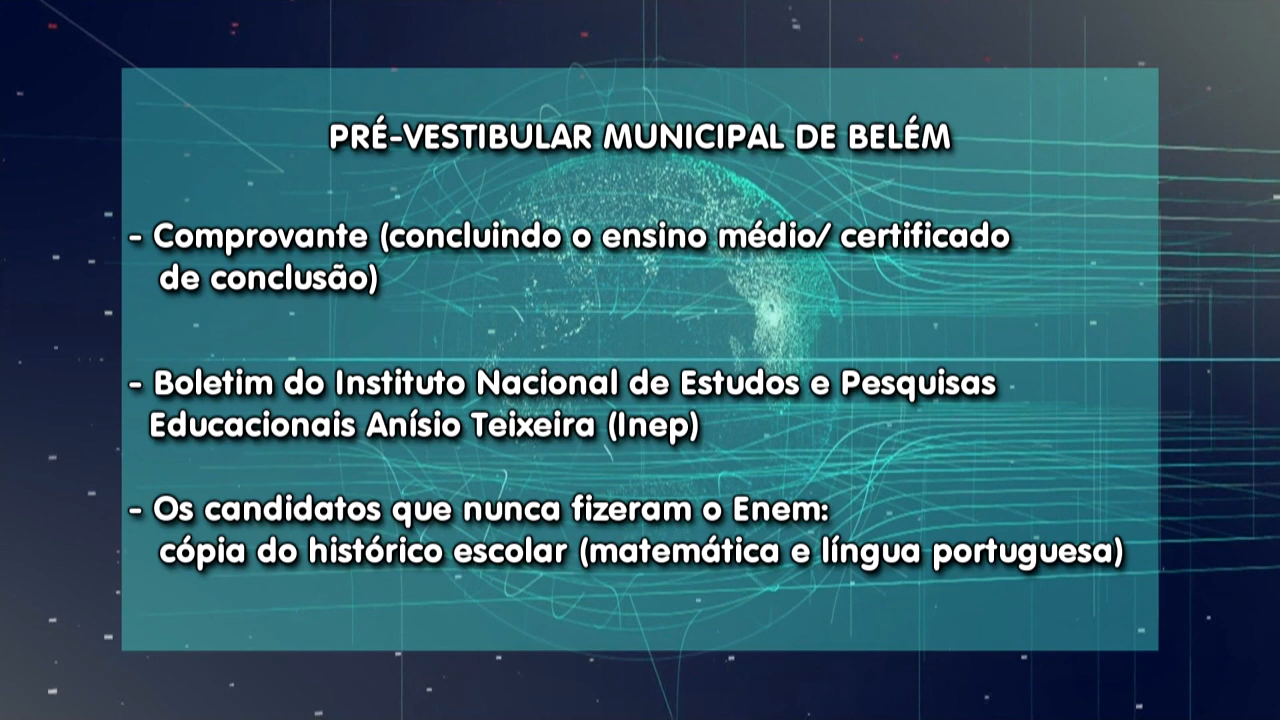 PRÉ-VESTIBULAR MUNICIPAL DE BELÉM
- Comprovante (concluindo o ensino médio/ certificado
de conclusão)
- Boletim do Instituto Nacional de Estudos e Pesquisas
Educacionais Anísio Teixeira (Inep)
- Os candidatos que nunca fizeram o Enem:
cópia do histórico escolar (matemática e língua portuguesa)